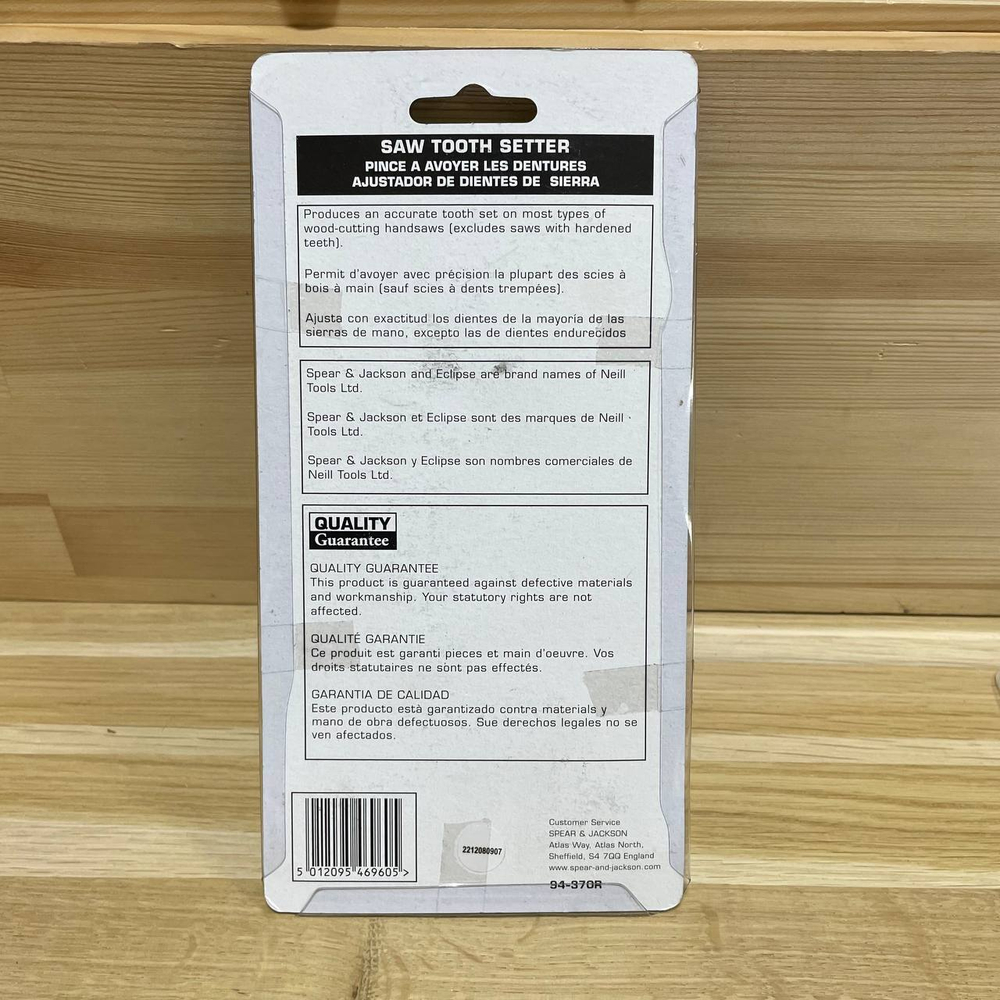 SAW TOOTH SETTER
PINCE A AVOYER LES DENTURES
AJUSTADOR DE DIENTES DE SIERRA
Produces an accurate tooth set on most types of
wood-cutting handsaws (excludes saws with hardened
teeth).
Permit d'avoyer avec précision la plupart des scies à
bois à main (sauf scies à dents trempées).
Ajusta con exactitud los dientes de la mayoría de las
sierras de mano, excepto las de dientes endurecidos
Spear & Jackson and Eclipse are brand names of Neill
Tools Ltd.
Spear & Jackson et Eclipse sont des marques de Neill
Tools Ltd.
Spear & Jackson y Eclipse son nombres comerciales de
Neill Tools Ltd.
QUALITY
Guarantee
QUALITY GUARANTEE
This product is guaranteed against defective materials
and workmanship. Your statutory rights are not
affected.
QUALITÉ GARANTIE
Ce produit est garanti pieces et main d'oeuvre. Vos
droits statutaires ne sont pas effectés.
GARANTIA DE CALIDAD
Este producto està garantizado contra materials y
mano de obra defectuosos. Sue derechos legales no se
ven afectados.
5 012095 469605 >
2212080907
Customer Service
SPEAR & JACKSON
Atlas Way, Atlas North,
Sheffield, S4 7QQ England
www.spear-and-jackson.com
94-370R